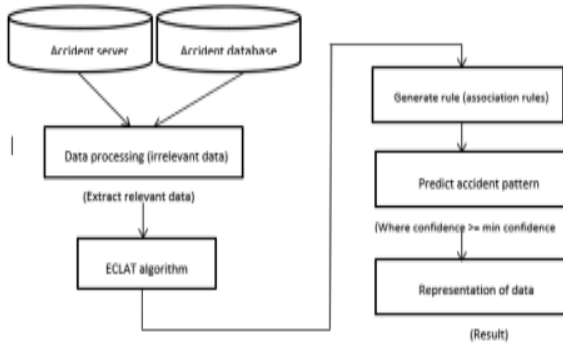 Accident server
Accident database
Data processing (irrelevant data)
(Extract relevant data)
ECLAT algorithm
Generate rule (association rules)
Predict accident pattern
(Where confidence >= min confidence
Representation of data
(Result)